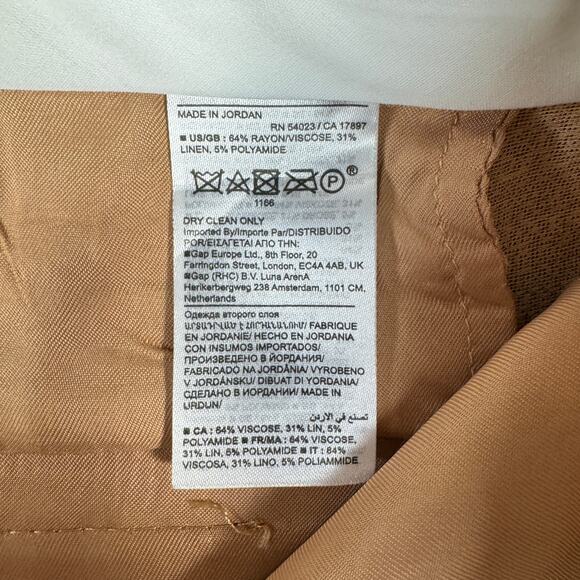 MADE IN JORDAN
RN 54023 / CA 17897
■ US/GB : 64% RAYON/VISCOSE, 31%
LINEN, 5% POLYAMIDE
P ®
1166
DRY CLEAN ONLY
Imported By/Importe Par/DISTRIBUIDO
POR/ΕΙΣΑΓΕΤΑΙ ΑΠΟ ΤΗΝ:
■Gap Europe Ltd., 8th Floor, 20
Farringdon Street, London, EC4A 4AB, UK
■Gap (RHC) B.V. Luna ArenA
Herikerbergweg 238 Amsterdam, 1101 CM,
Netherlands
Одежда второго слоя
ԱՐՏԱԴՐՎԱԾ Է ՀՈՐԴԱՆԱՆՈՒՄ/ FABRIQUE
EN JORDANIE/ HECHO EN JORDANIA
CON INSUMOS IMPORTADOS/
ПРОИЗВЕДЕНО В ЙОРДАНИЯ/
FABRICADO NA JORDÂNIA/ VYROBENO
V JORDÁNSKU/ DIBUAT DI YORDANIA/
СДЕЛАНО В ИОРДАНИИ/ MADE IN
URDUN/
تصنع في الاردن
■ CA : 64% VISCOSE, 31% LIN, 5%
POLYAMIDE ■ FR/MA : 64% VISCOSE,
31% LIN, 5% POLYAMIDE ■ IT : 64%
VISCOSA, 31% LINO, 5% POLIAMMIDE